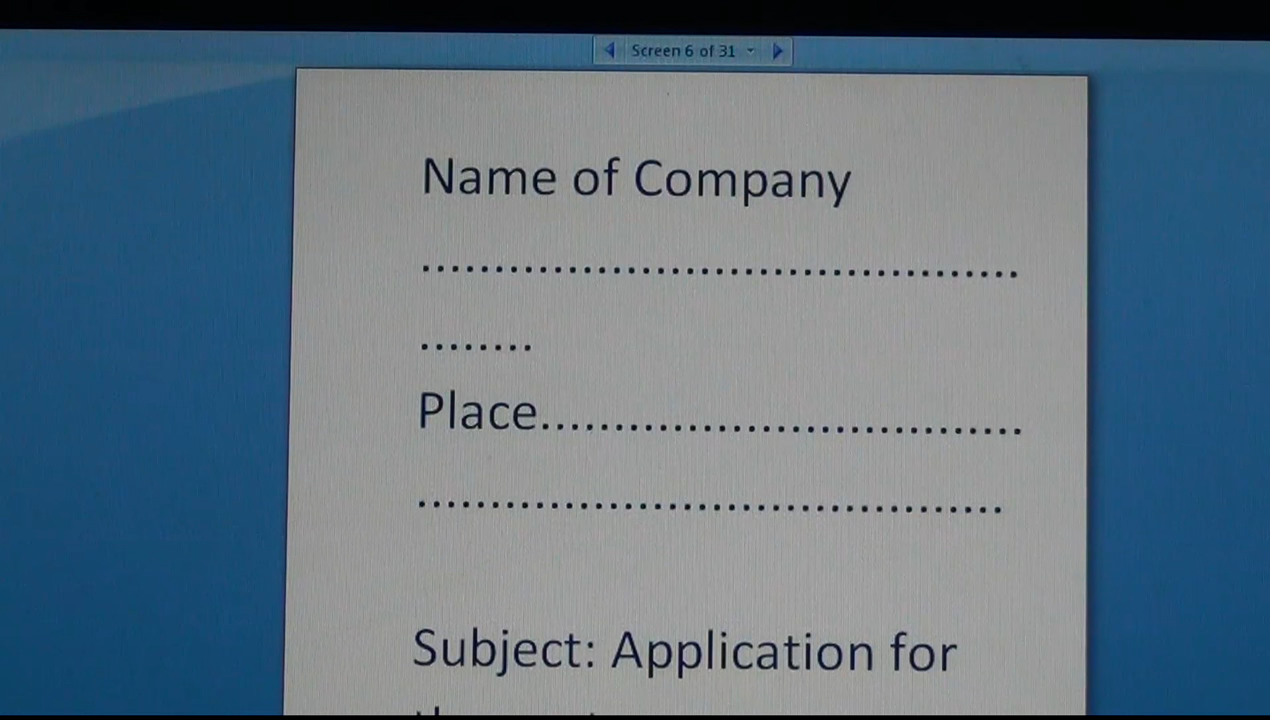 Screen 6 of 31
Name of Company
.........................................
........
Place.................................
........................................
Subject: Application for